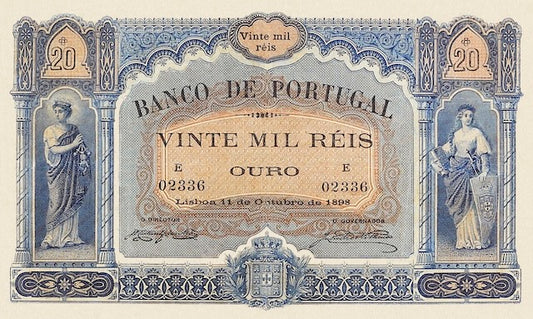 Vinte mil
réis
20
20
BANCO DE PORTUGAL
VINTE MIL RÉIS
E
E
OURO
02336
02336
Lisboa 11 de Outubro de 1898
O DIRECTOR
O GOVERNADOR